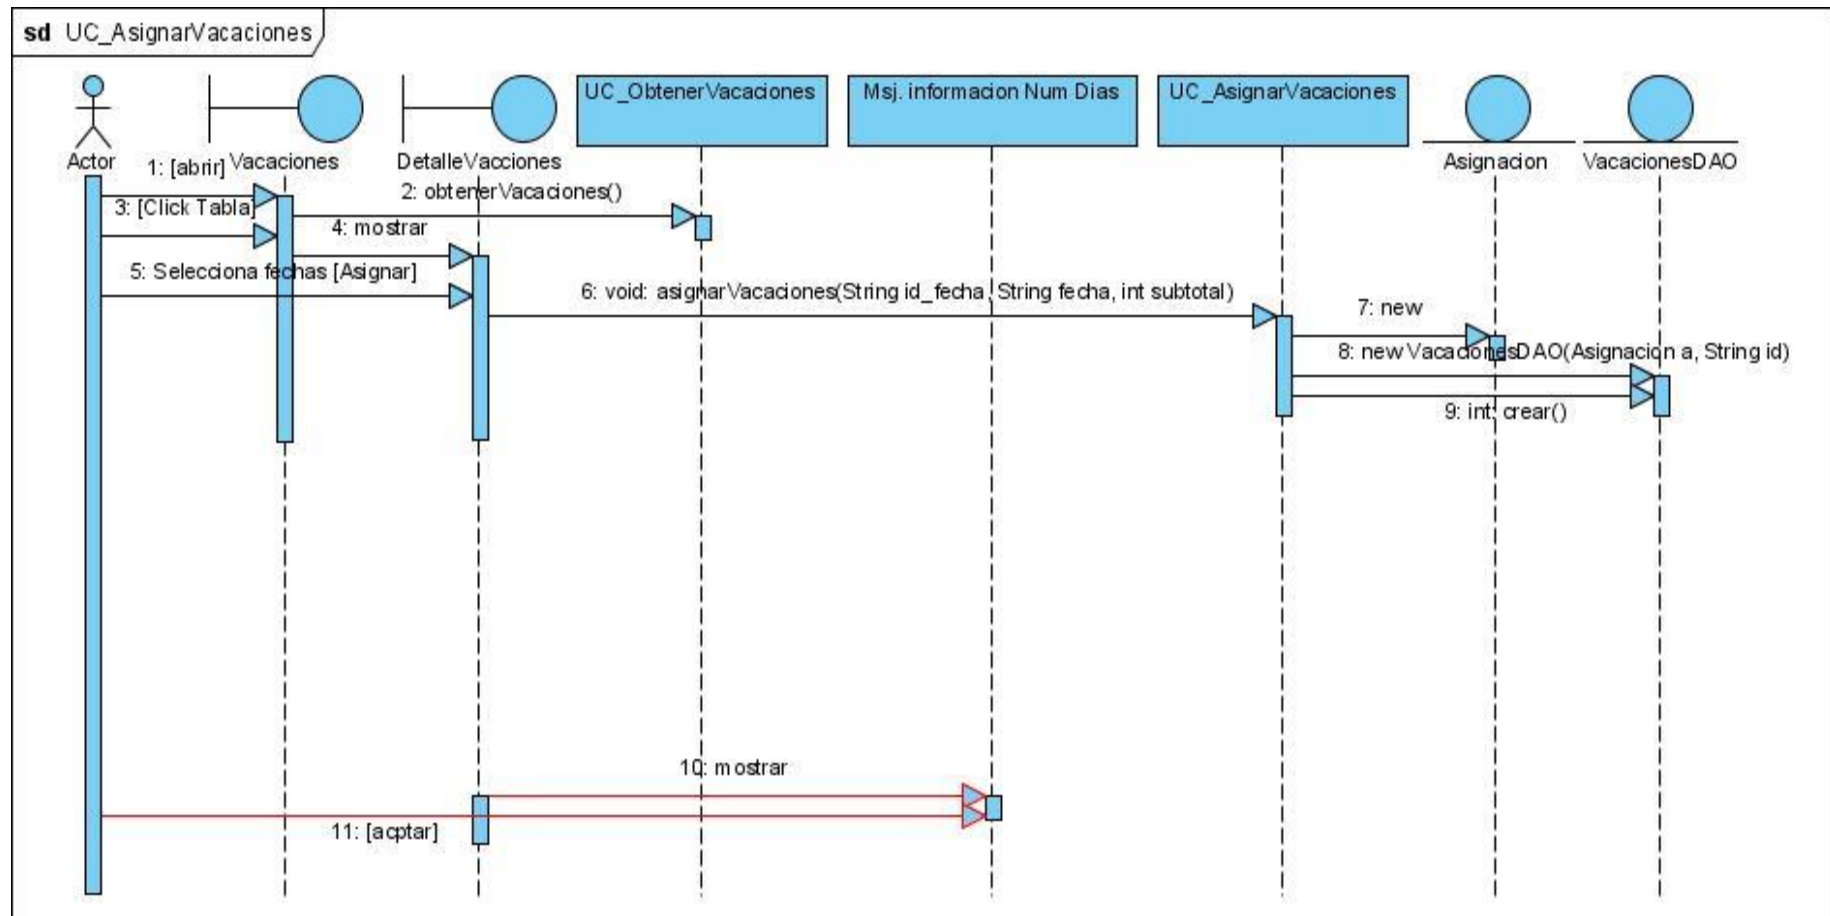 sd UC_AsignarVacaciones
UC_ObtenerVacaciones
Msj. informacion Num Dias
UC_AsignarVacaciones
Actor
Vacaciones
DetalleVacciones
Asignacion
VacacionesDAO
1: [abrir]
2: obtenerVacaciones()
3: [Click Tabla]
4: mostrar
5: Selecciona fechas [Asignar]
6: void: asignarVacaciones(String id_fecha, String fecha, int subtotal)
7: new
8: new VacacionesDAO(Asignacion a, String id)
9: int: crear()
10: mostrar
11: [acptar]